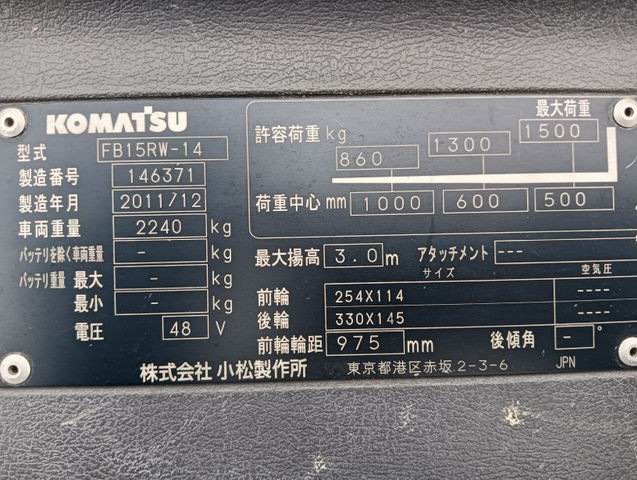 KOMATSU
型式 FB15RW-14
製造番号 146371
製造年月 2011/12
車両重量 2240 kg
バッテリを除く車両重量 - kg
バッテリ重量 最大 - kg
最小 - kg
電圧 48 V
最大荷重
許容荷重 kg 860 1300 1500
荷重中心 mm 1000 600 500
最大揚高 3.0 m アタッチメント ---
サイズ 空気圧
前輪 254X114 ----
後輪 330X145 ----
前輪輪距 975 mm 後傾角 - °
株式会社 小松製作所 東京都港区赤坂 2-3-6 JPN